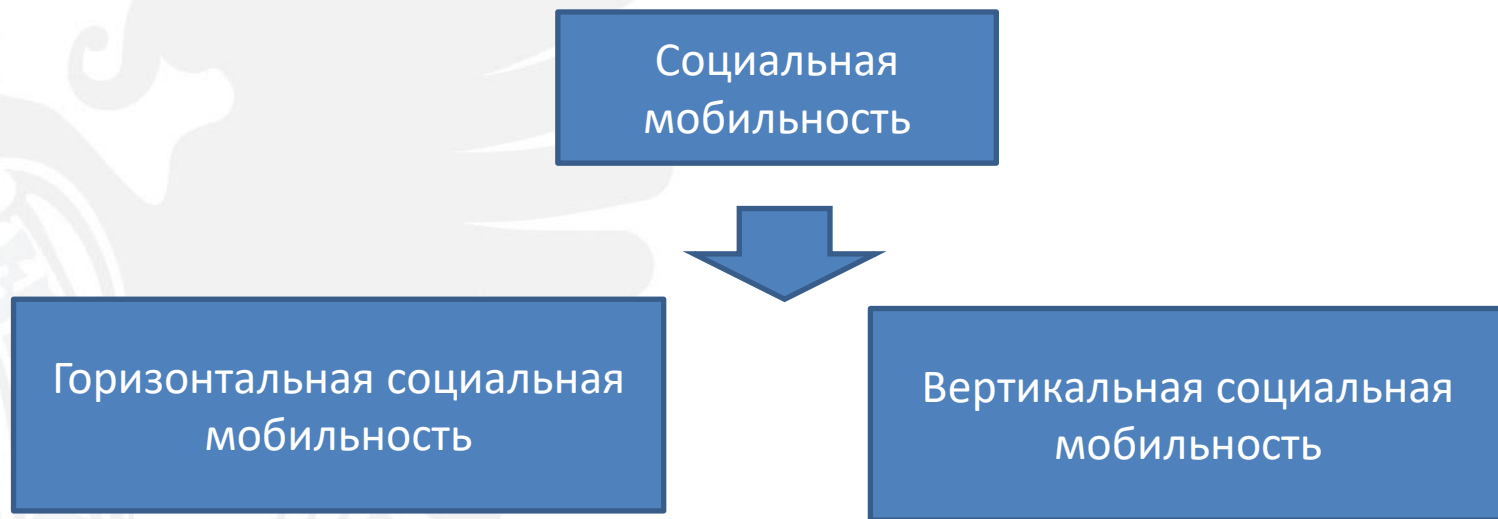 Социальная
мобильность
Горизонтальная социальная
мобильность
Вертикальная социальная
мобильность